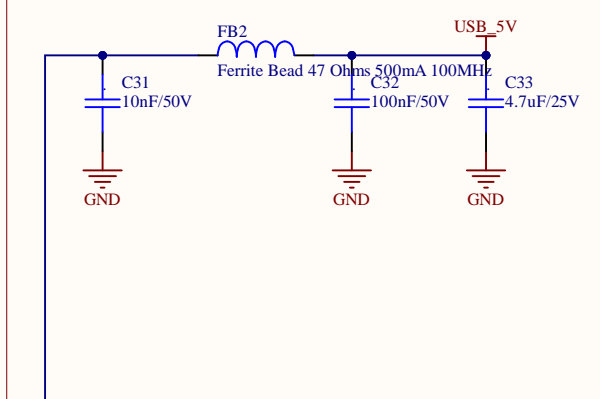 FB2
USB_5V
Ferrite Bead 47 Ohms 500mA 100MHz
C31
10nF/50V
C32
100nF/50V
C33
4.7uF/25V
GND
GND
GND